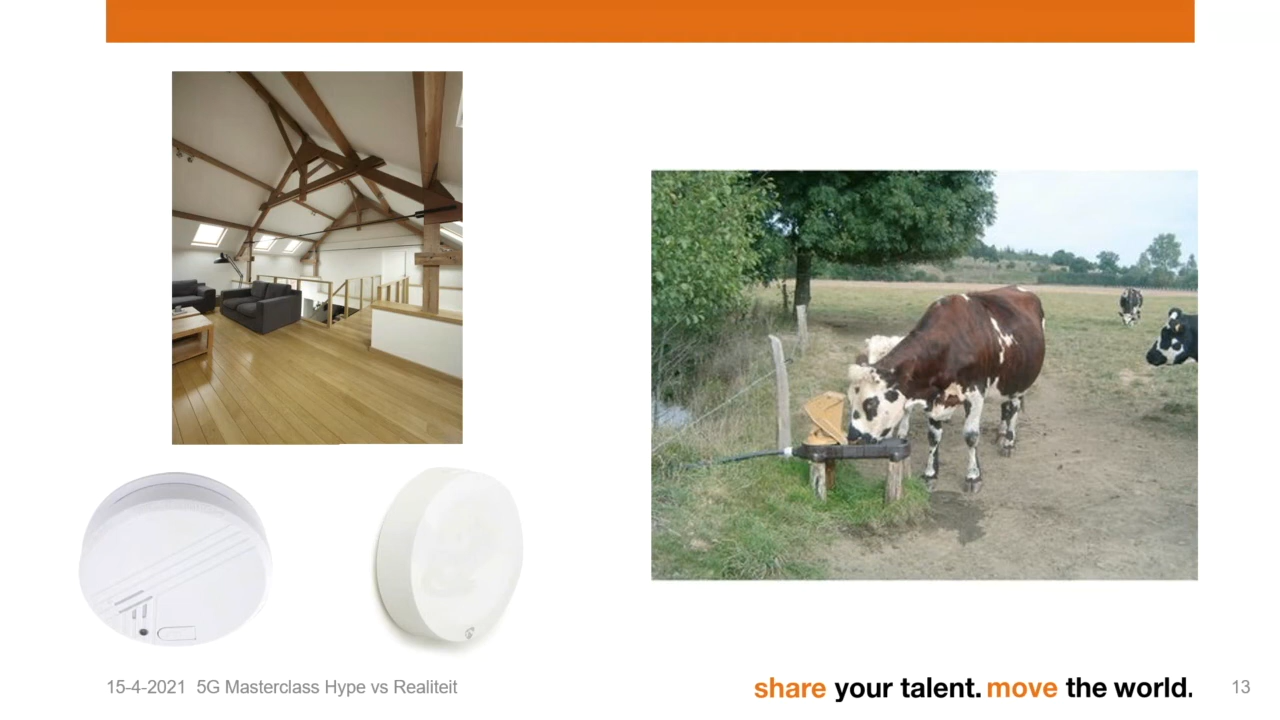 15-4-2021 5G Masterclass Hype vs Realiteit
share your talent. move the world.
13